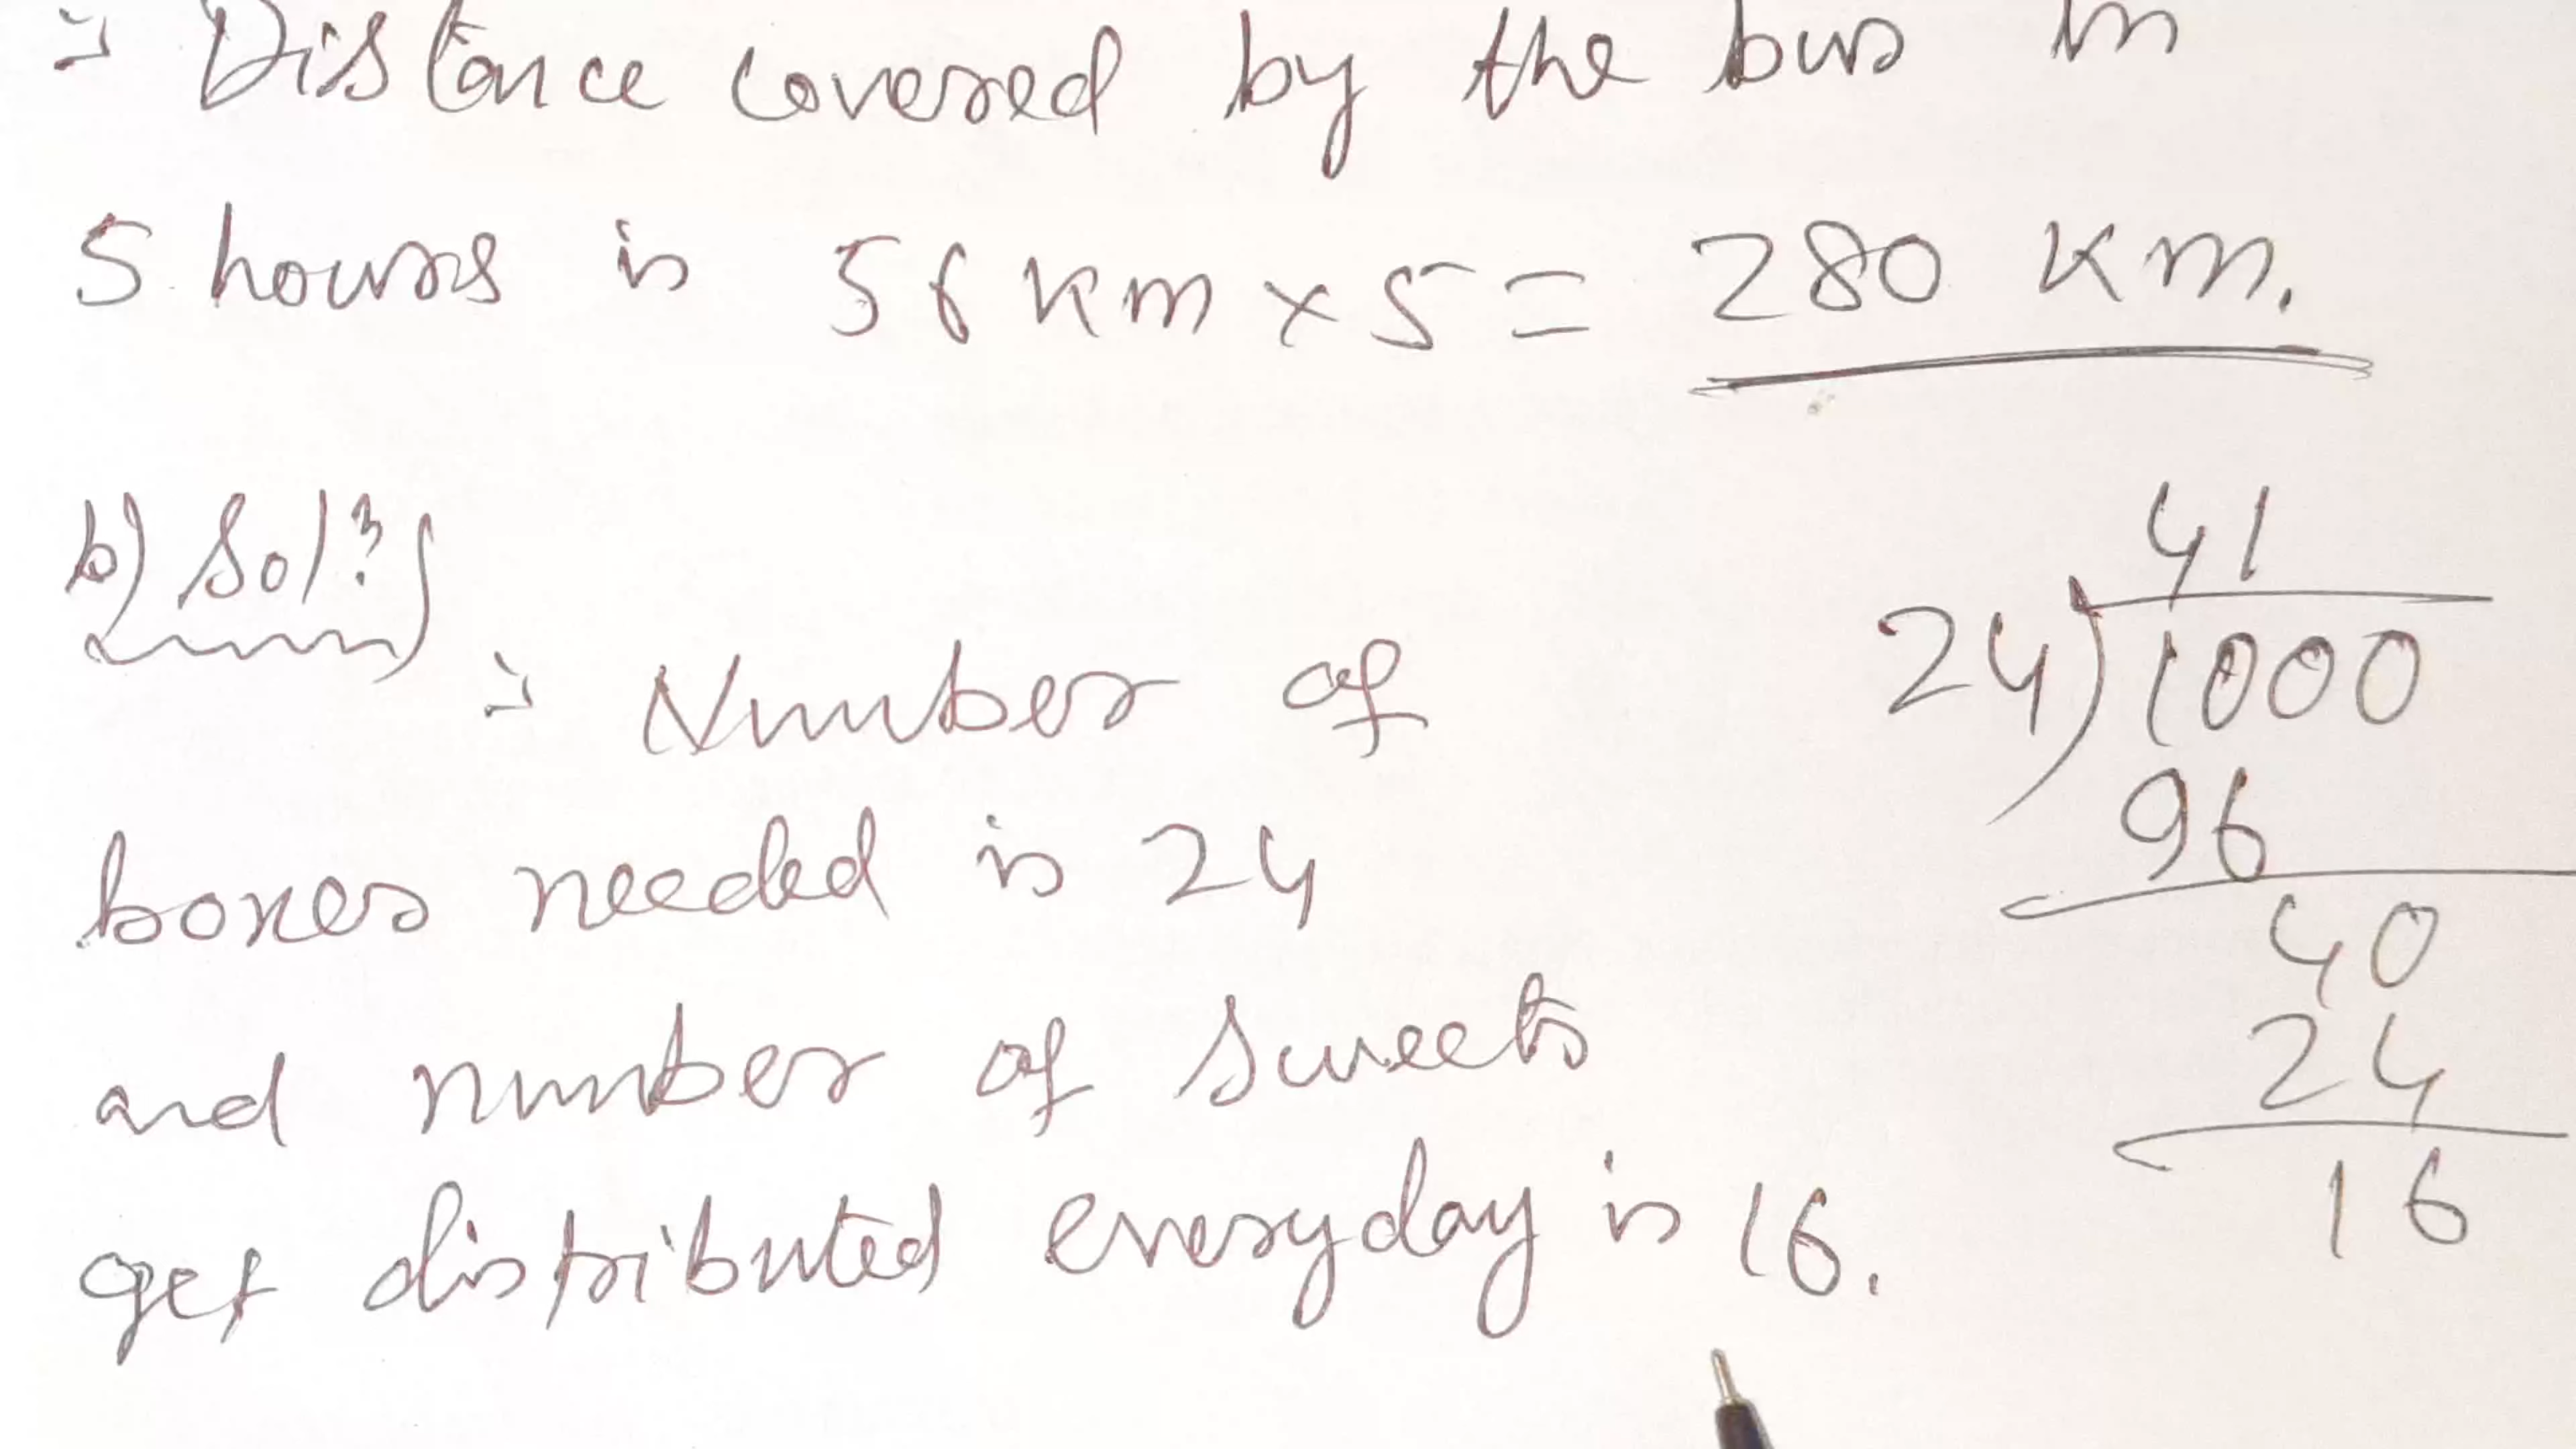 ⇒ Distance covered by the bus in
5 hours is 56 km × 5 = 280 km.
b) Solⁿ:
⇒ Number of
boxes needed is 24
and number of sweets
get distributed everyday is 16.
41
24)1000
96
40
24
16